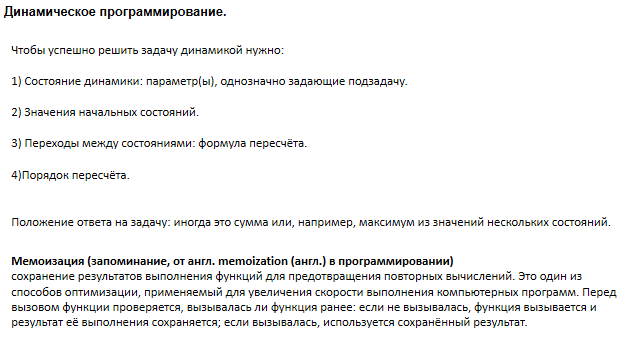 Динамическое программирование.
Чтобы успешно решить задачу динамикой нужно:
1) Состояние динамики: параметр(ы), однозначно задающие подзадачу.
2) Значения начальных состояний.
3) Переходы между состояниями: формула пересчёта.
4)Порядок пересчёта.
Положение ответа на задачу: иногда это сумма или, например, максимум из значений нескольких состояний.
Мемоизация (запоминание, от англ. memoization (англ.) в программировании)
сохранение результатов выполнения функций для предотвращения повторных вычислений. Это один из
способов оптимизации, применяемый для увеличения скорости выполнения компьютерных программ. Перед
вызовом функции проверяется, вызывалась ли функция ранее: если не вызывалась, функция вызывается и
результат её выполнения сохраняется; если вызывалась, используется сохранённый результат.